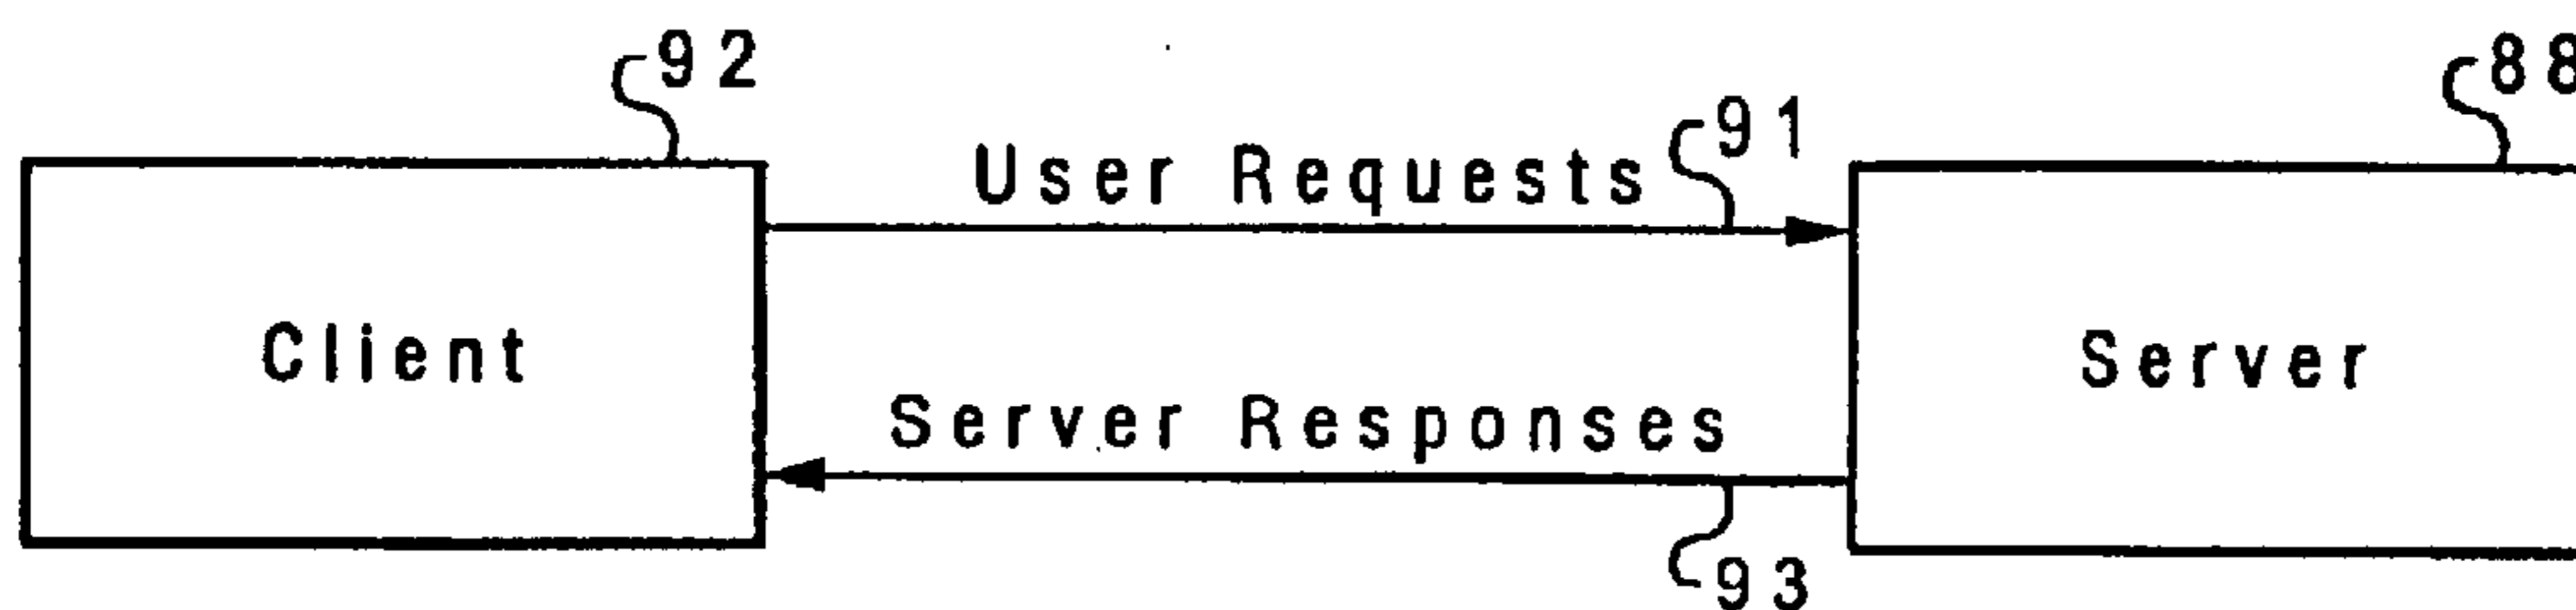 92
88
91
User Requests
Client
Server
Server Responses
93